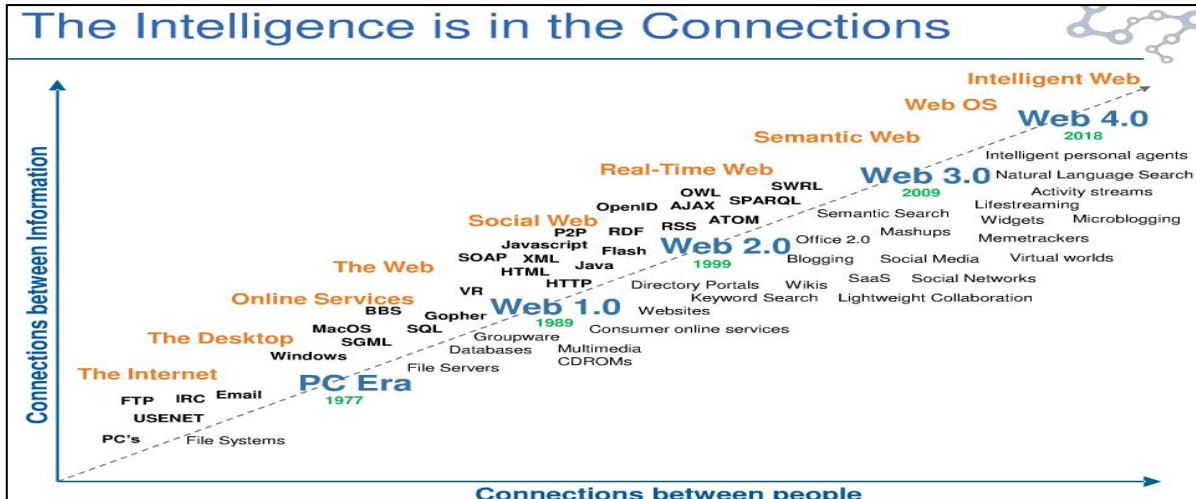 The Intelligence is in the Connections
Intelligent Web
Web OS
Web 4.0
2018
Semantic Web
Intelligent personal agents
Real-Time Web
Web 3.0
Natural Language Search
2009
SWRL
OWL
Activity streams
OpenID
AJAX
SPARQL
Lifestreaming
Social Web
ATOM
Semantic Search
Widgets
Microblogging
P2P
RDF
RSS
Mashups
Javascript
Flash
Web 2.0
Office 2.0
Memetrackers
SOAP
XML
Java
1999
Blogging
Social Media
Virtual worlds
The Web
HTML
HTTP
Directory Portals
Wikis
SaaS
Social Networks
VR
Keyword Search
Lightweight Collaboration
Online Services
Web 1.0
Websites
BBS
Gopher
1989
Consumer online services
MacOS
SQL
Groupware
The Desktop
SGML
Databases
Multimedia
Windows
CDROMs
File Servers
The Internet
PC Era
FTP
IRC
Email
1977
USENET
PC's
File Systems
Connections between Information
Connections between people